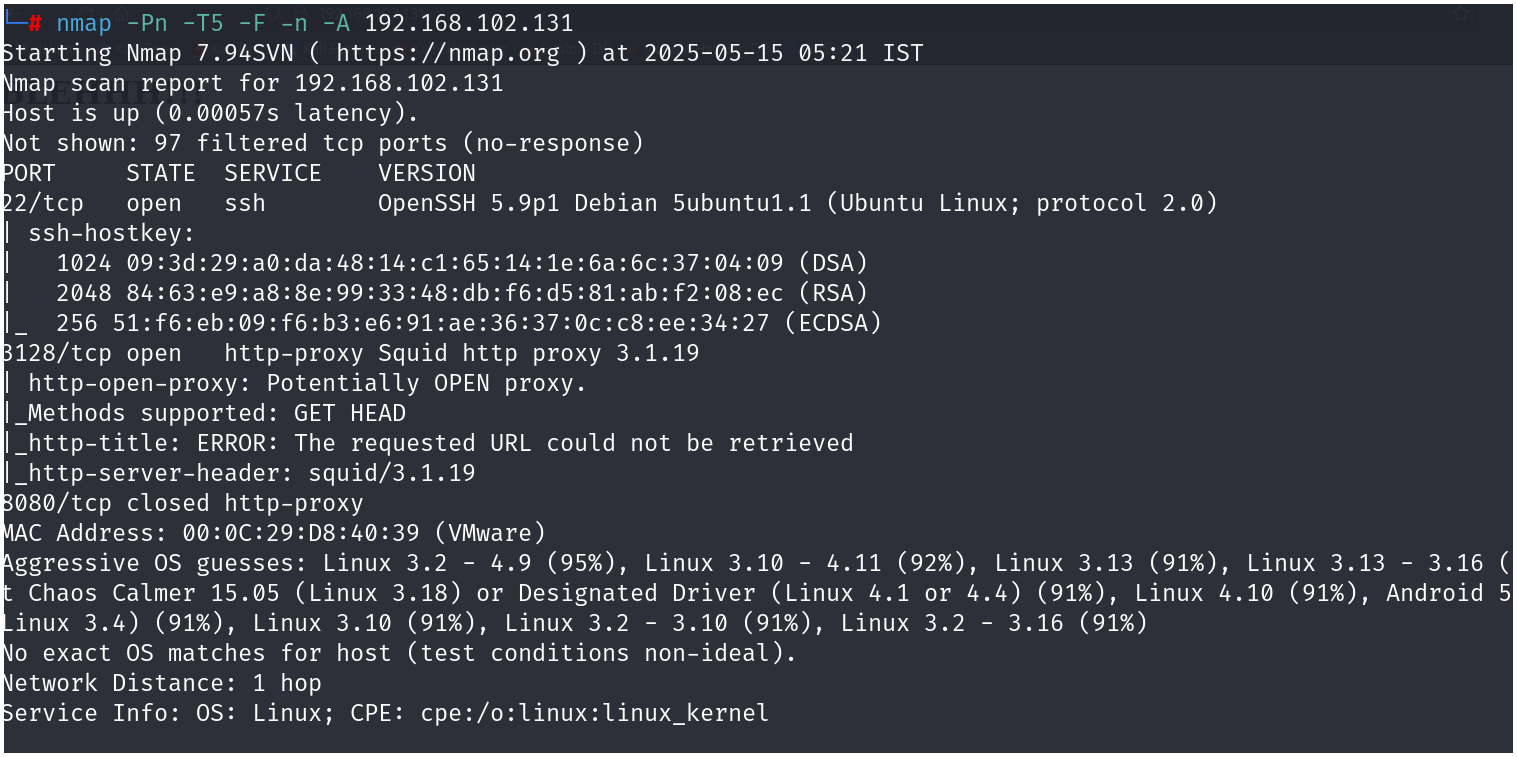 └─# nmap -Pn -T5 -F -n -A 192.168.102.131
Starting Nmap 7.94SVN ( https://nmap.org ) at 2025-05-15 05:21 IST
Nmap scan report for 192.168.102.131
Host is up (0.00057s latency).
Not shown: 97 filtered tcp ports (no-response)
PORT     STATE  SERVICE    VERSION
22/tcp   open   ssh        OpenSSH 5.9p1 Debian 5ubuntu1.1 (Ubuntu Linux; protocol 2.0)
| ssh-hostkey:
|   1024 09:3d:29:a0:da:48:14:c1:65:14:1e:6a:6c:37:04:09 (DSA)
|   2048 84:63:e9:a8:8e:99:33:48:db:f6:d5:81:ab:f2:08:ec (RSA)
|_  256 51:f6:eb:09:f6:b3:e6:91:ae:36:37:0c:c8:ee:34:27 (ECDSA)
3128/tcp open   http-proxy Squid http proxy 3.1.19
| http-open-proxy: Potentially OPEN proxy.
|_Methods supported: GET HEAD
|_http-title: ERROR: The requested URL could not be retrieved
|_http-server-header: squid/3.1.19
8080/tcp closed http-proxy
MAC Address: 00:0C:29:D8:40:39 (VMware)
Aggressive OS guesses: Linux 3.2 - 4.9 (95%), Linux 3.10 - 4.11 (92%), Linux 3.13 (91%), Linux 3.13 - 3.16 (
t Chaos Calmer 15.05 (Linux 3.18) or Designated Driver (Linux 4.1 or 4.4) (91%), Linux 4.10 (91%), Android 5
Linux 3.4) (91%), Linux 3.10 (91%), Linux 3.2 - 3.10 (91%), Linux 3.2 - 3.16 (91%)
No exact OS matches for host (test conditions non-ideal).
Network Distance: 1 hop
Service Info: OS: Linux; CPE: cpe:/o:linux:linux_kernel